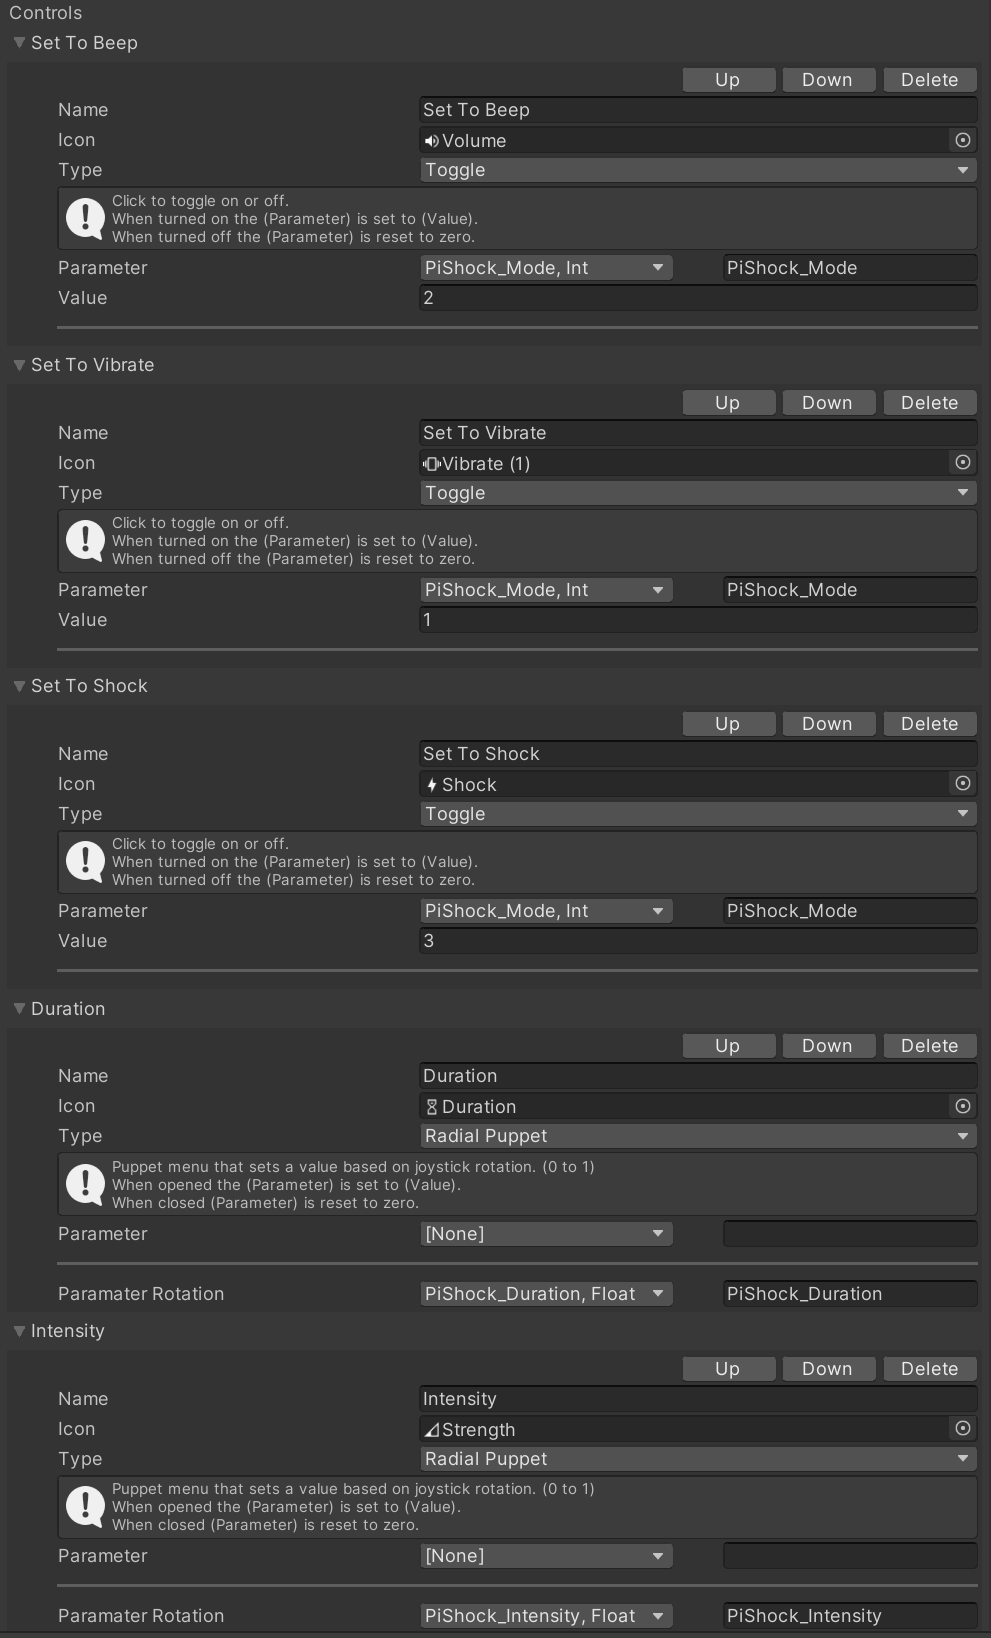 Controls
Set To Beep
Up Down Delete
Name Set To Beep
Icon Volume
Type Toggle
Click to toggle on or off.
When turned on the (Parameter) is set to (Value).
When turned off the (Parameter) is reset to zero.
Parameter PiShock_Mode, Int PiShock_Mode
Value 2
Set To Vibrate
Up Down Delete
Name Set To Vibrate
Icon Vibrate (1)
Type Toggle
Click to toggle on or off.
When turned on the (Parameter) is set to (Value).
When turned off the (Parameter) is reset to zero.
Parameter PiShock_Mode, Int PiShock_Mode
Value 1
Set To Shock
Up Down Delete
Name Set To Shock
Icon Shock
Type Toggle
Click to toggle on or off.
When turned on the (Parameter) is set to (Value).
When turned off the (Parameter) is reset to zero.
Parameter PiShock_Mode, Int PiShock_Mode
Value 3
Duration
Up Down Delete
Name Duration
Icon Duration
Type Radial Puppet
Puppet menu that sets a value based on joystick rotation. (0 to 1)
When opened the (Parameter) is set to (Value).
When closed (Parameter) is reset to zero.
Parameter [None]
Paramater Rotation PiShock_Duration, Float PiShock_Duration
Intensity
Up Down Delete
Name Intensity
Icon Strength
Type Radial Puppet
Puppet menu that sets a value based on joystick rotation. (0 to 1)
When opened the (Parameter) is set to (Value).
When closed (Parameter) is reset to zero.
Parameter [None]
Paramater Rotation PiShock_Intensity, Float PiShock_Intensity